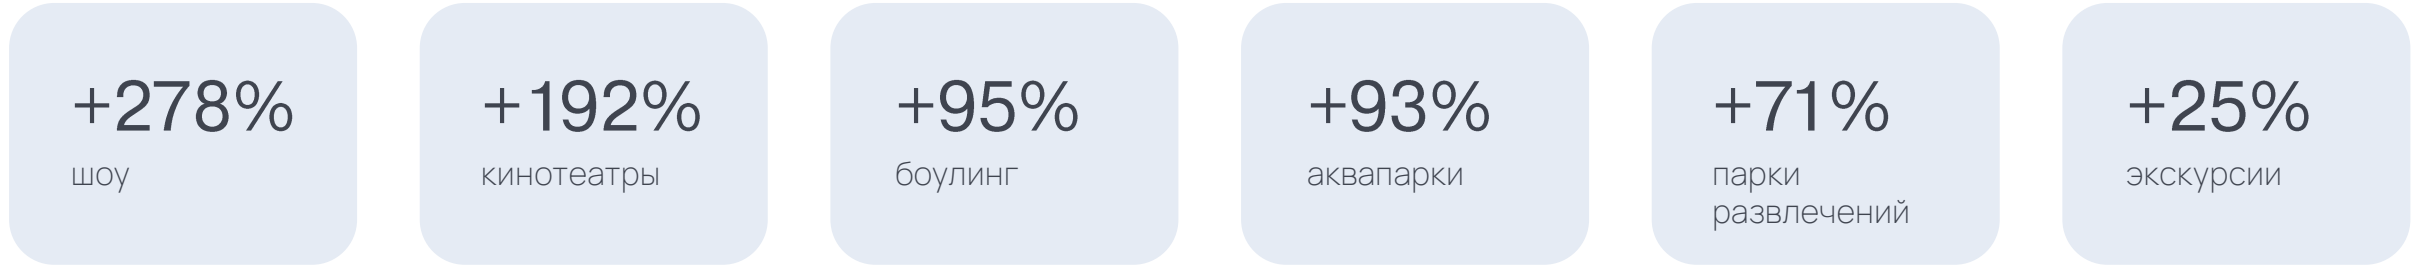 +278%
шоу
+192%
кинотеатры
+95%
боулинг
+93%
аквапарки
+71%
парки
развлечений
+25%
экскурсии